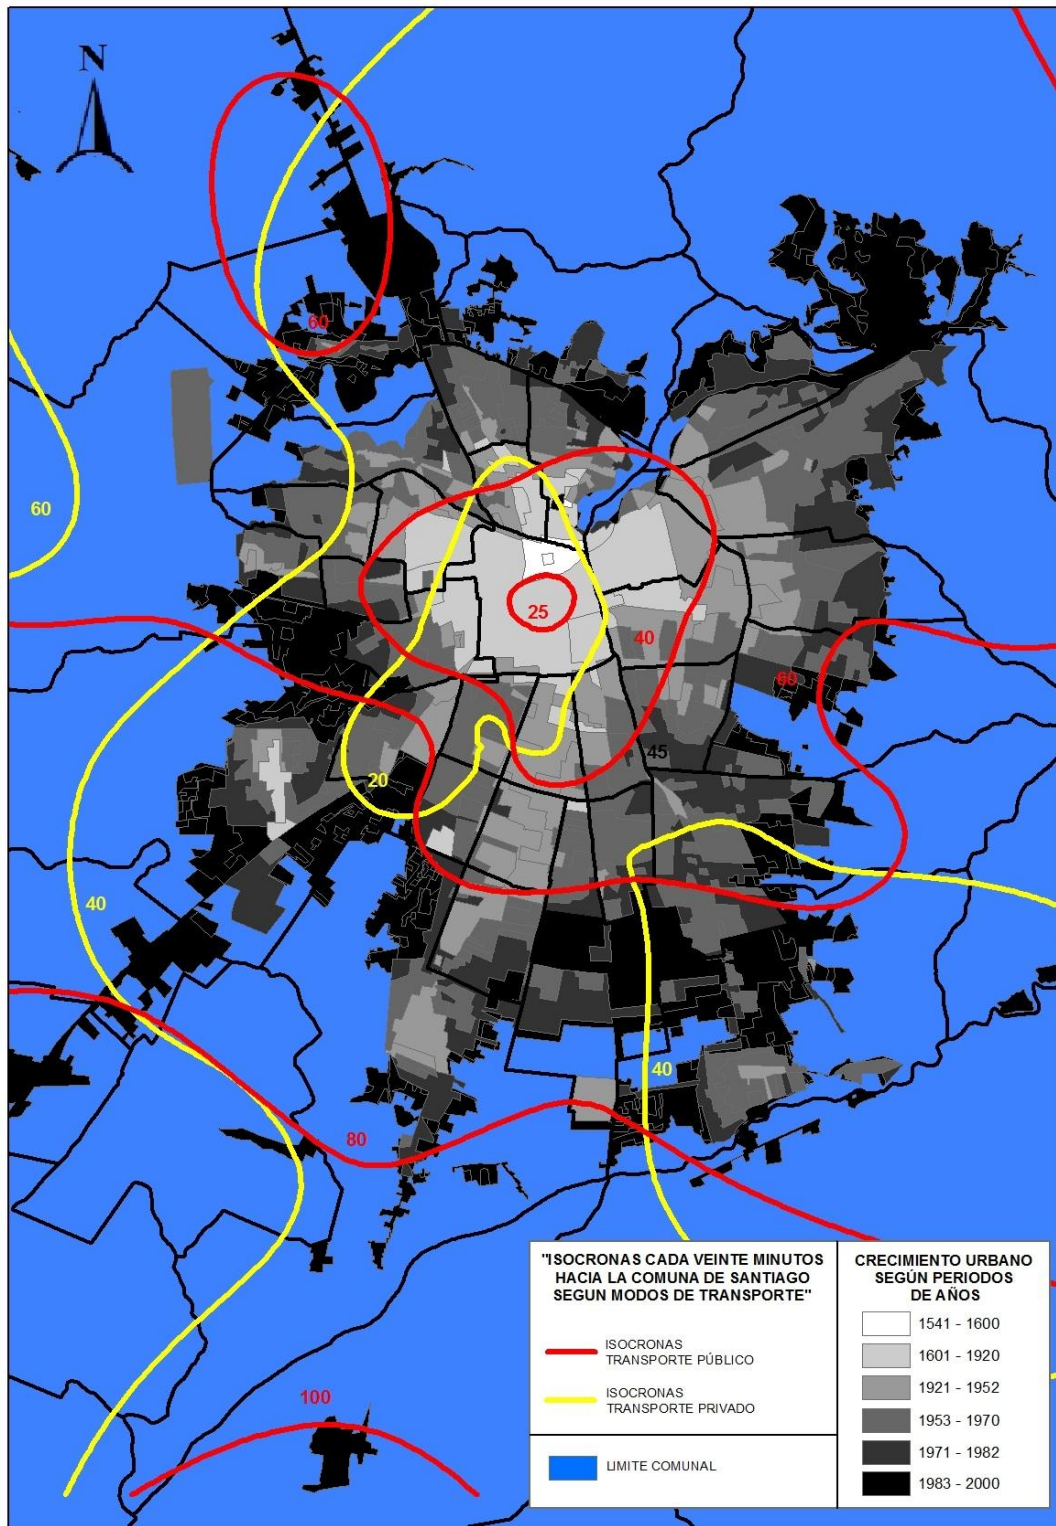 N
60
60
25
40
60
45
20
40
40
80
100
"ISOCRONAS CADA VEINTE MINUTOS
HACIA LA COMUNA DE SANTIAGO
SEGUN MODOS DE TRANSPORTE"
ISOCRONAS
TRANSPORTE PÚBLICO
ISOCRONAS
TRANSPORTE PRIVADO
LIMITE COMUNAL
CRECIMIENTO URBANO
SEGÚN PERIODOS
DE AÑOS
1541 - 1600
1601 - 1920
1921 - 1952
1953 - 1970
1971 - 1982
1983 - 2000